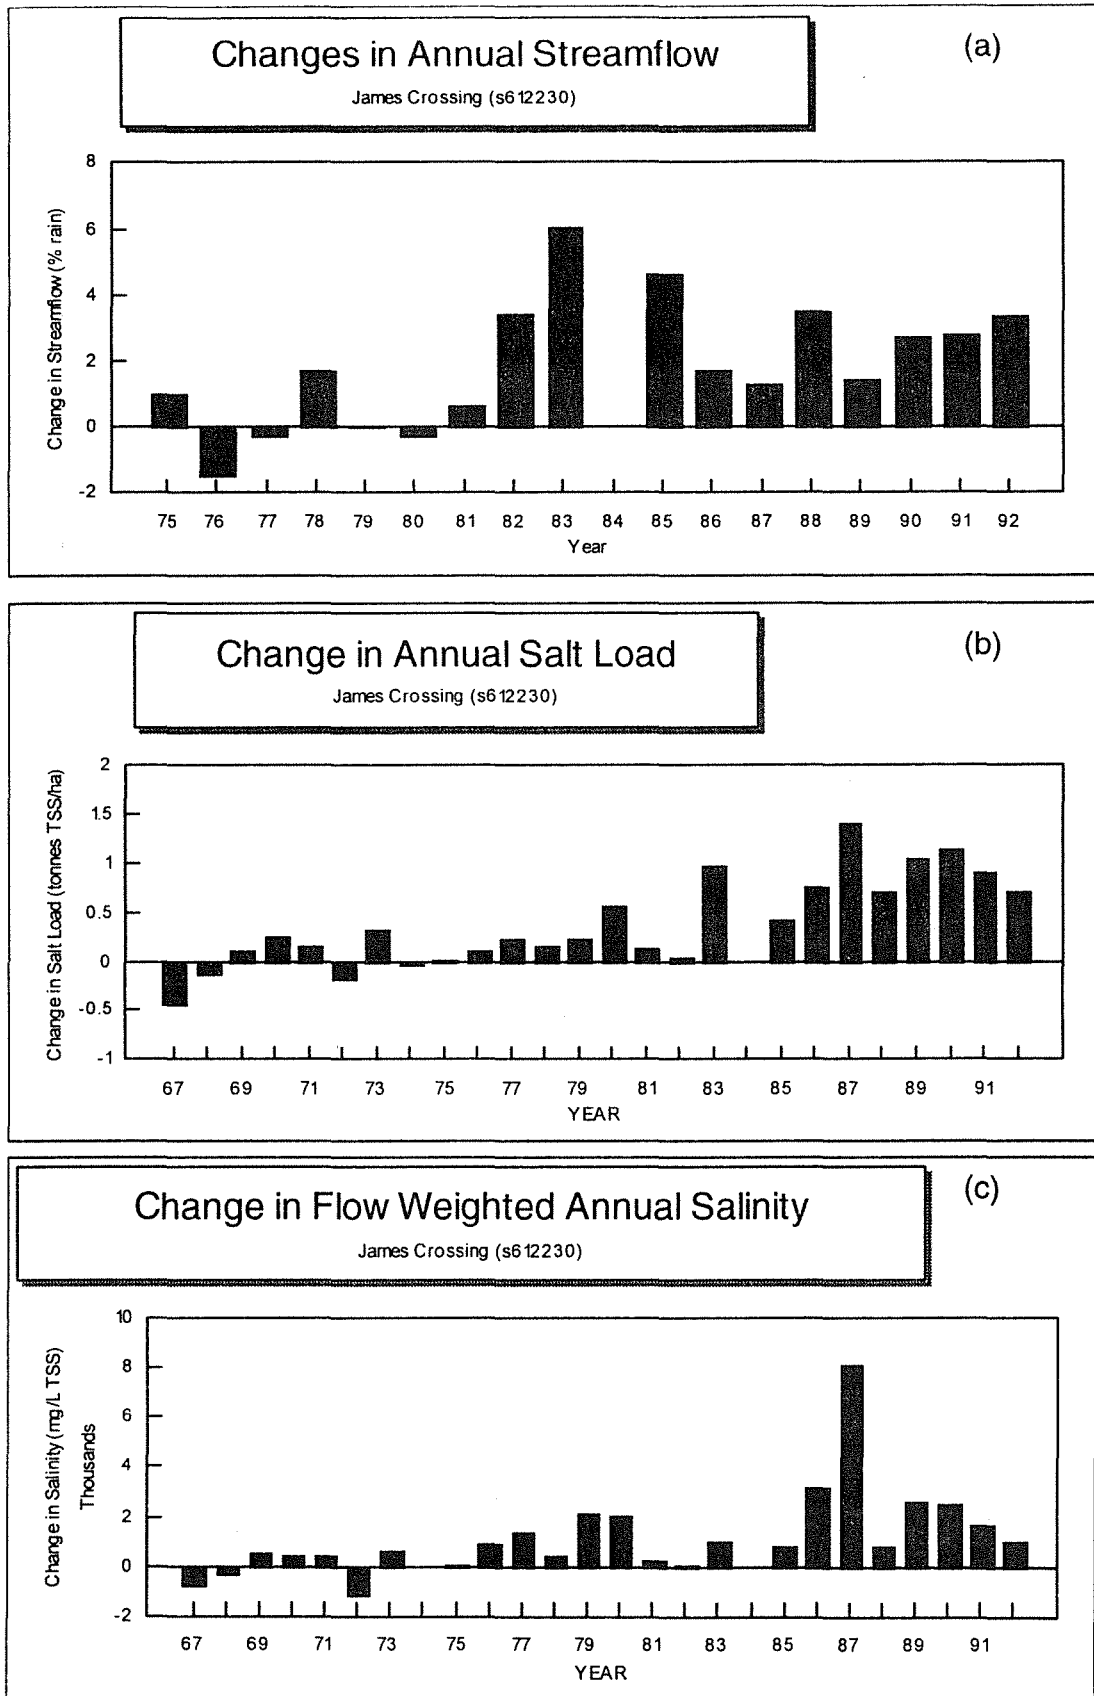 Changes in Annual Streamflow
James Crossing (s612230)
(a)
Change in Streamflow (% rain)
8
6
4
2
0
-2
75 76 77 78 79 80 81 82 83 84 85 86 87 88 89 90 91 92
Year
Change in Annual Salt Load
James Crossing (s612230)
(b)
Change in Salt Load (tonnes TSS/ha)
2
1.5
1
0.5
0
-0.5
-1
67 69 71 73 75 77 79 81 83 85 87 89 91
YEAR
Change in Flow Weighted Annual Salinity
James Crossing (s612230)
(c)
Change in Salinity (mg/L TSS)
Thousands
10
8
6
4
2
0
-2
67 69 71 73 75 77 79 81 83 85 87 89 91
YEAR